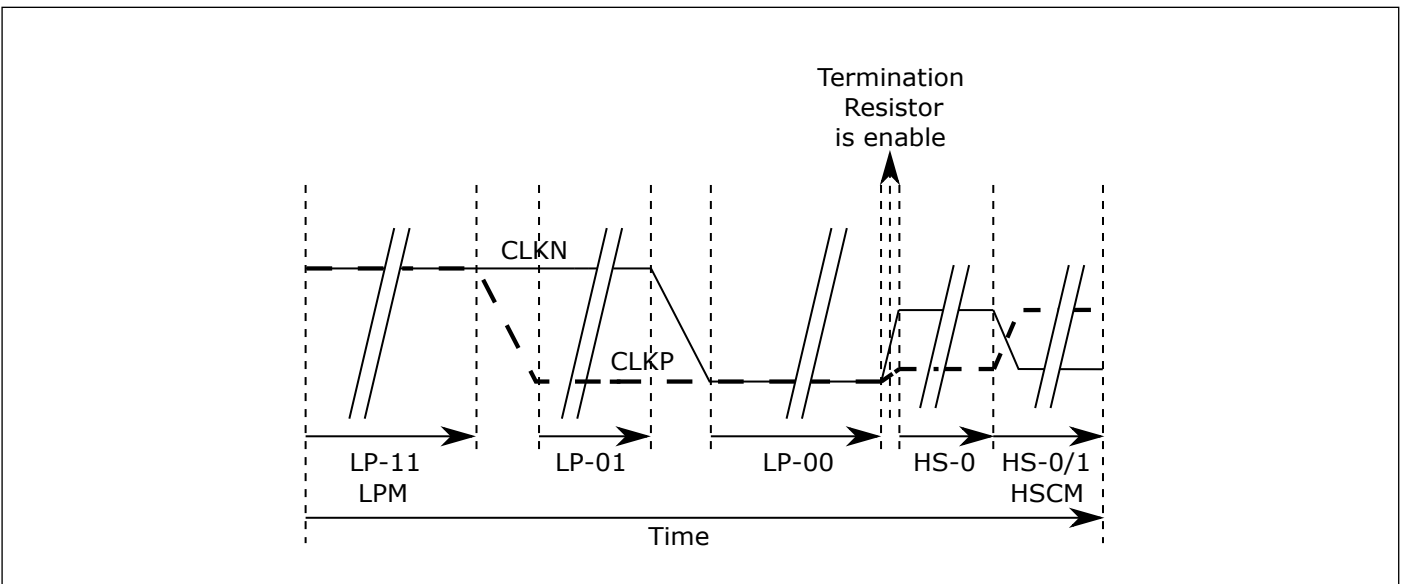 Termination
Resistor
is enable
CLKN
CLKP
LP-11
LPM
LP-01
LP-00
HS-0
HS-0/1
HSCM
Time